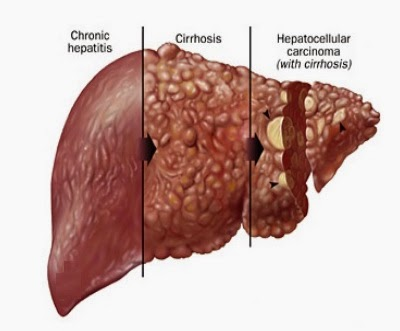 Chronic
hepatitis
Cirrhosis
Hepatocellular
carcinoma
(with cirrhosis)